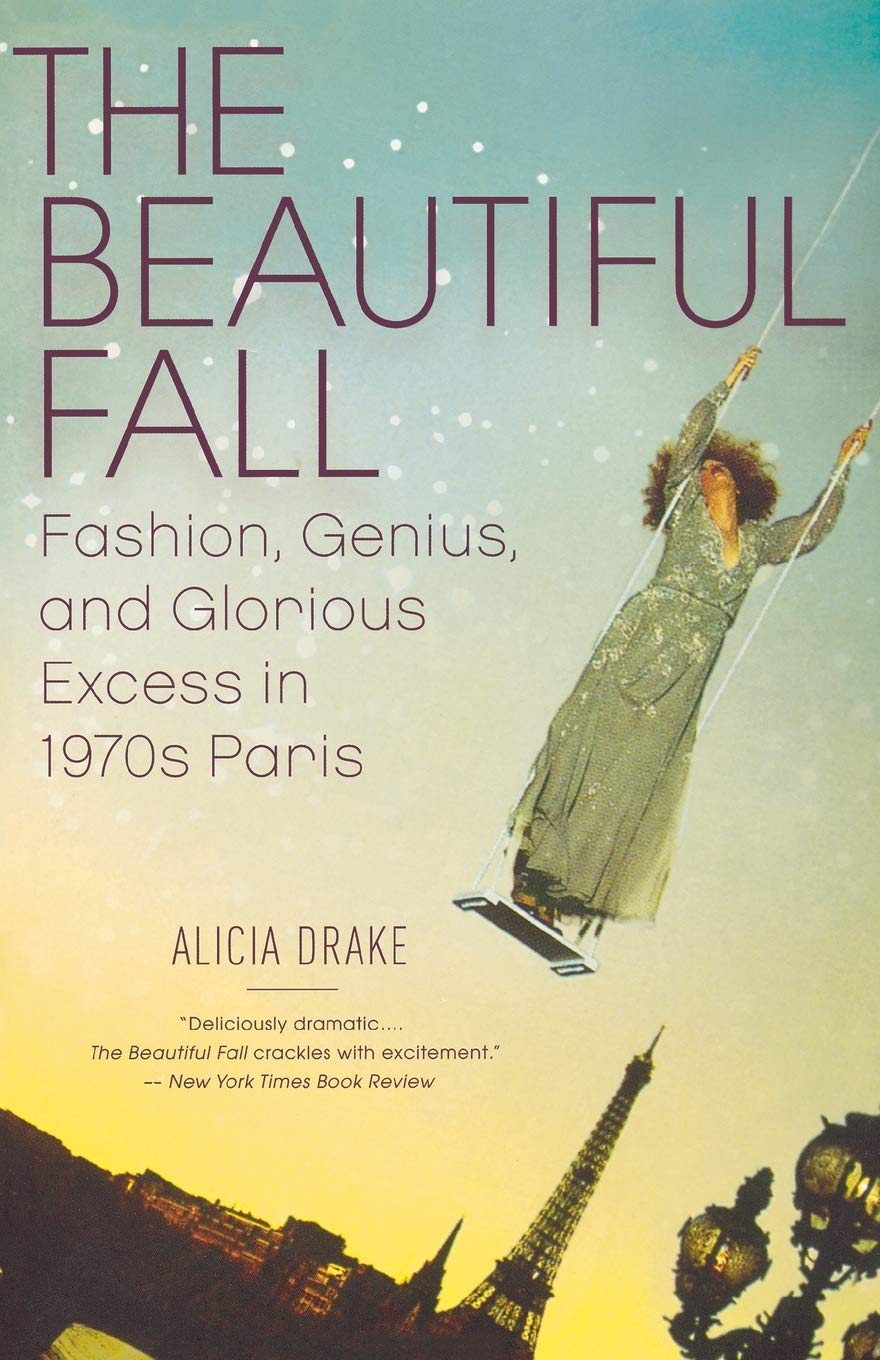 THE
BEAUTIFUL
FALL
Fashion, Genius,
and Glorious
Excess in
1970s Paris
ALICIA DRAKE
“Deliciously dramatic....
The Beautiful Fall crackles with excitement.”
-- New York Times Book Review